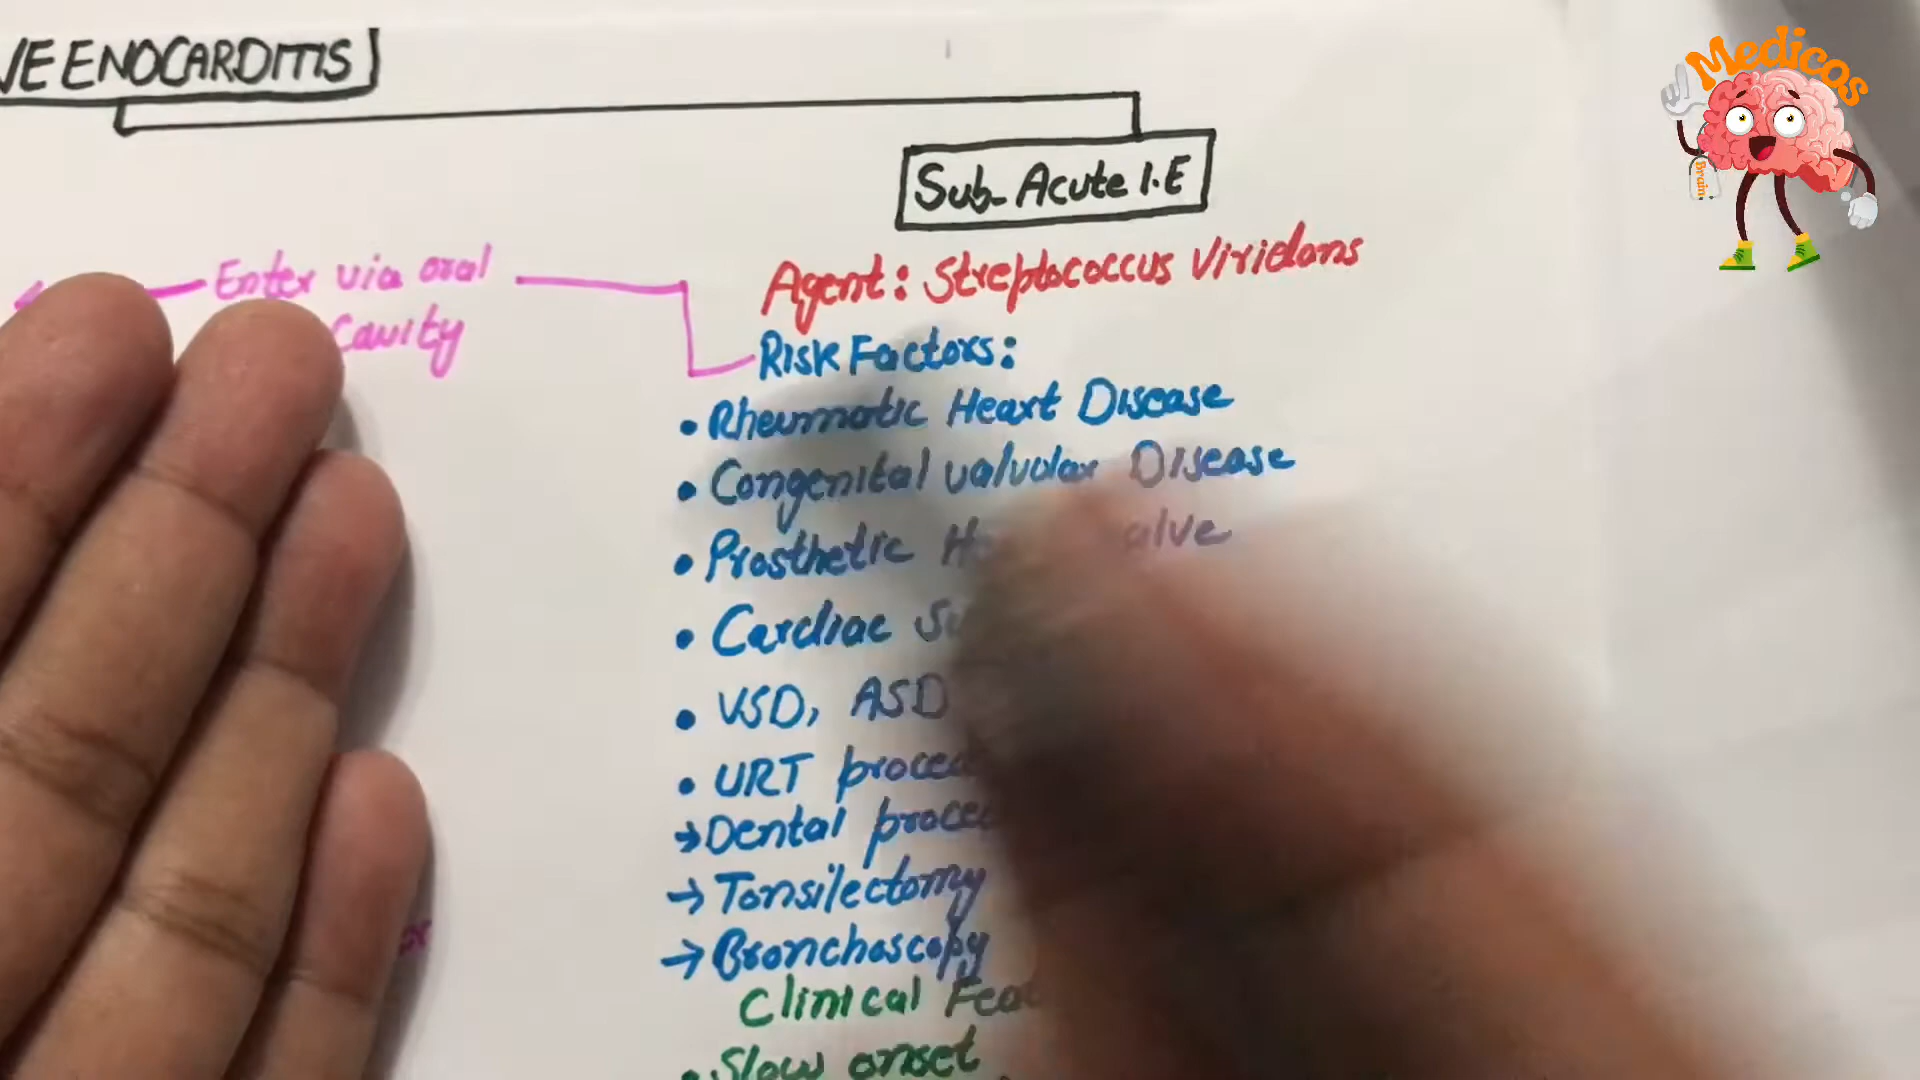 VE ENOCARDITIS
Sub-Acute I.E
Enter via oral
Cavity
Agent: Streptococcus Viridans
Risk Factors:
• Rheumatic Heart Disease
• Congenital valvular Disease
• Prosthetic
• Cardiac
• VSD, ASD
• URT
→ Dental
→ Tonsilectomy
→ Bronchoscopy
Clinical
• Slow onset
Medicos
Brain